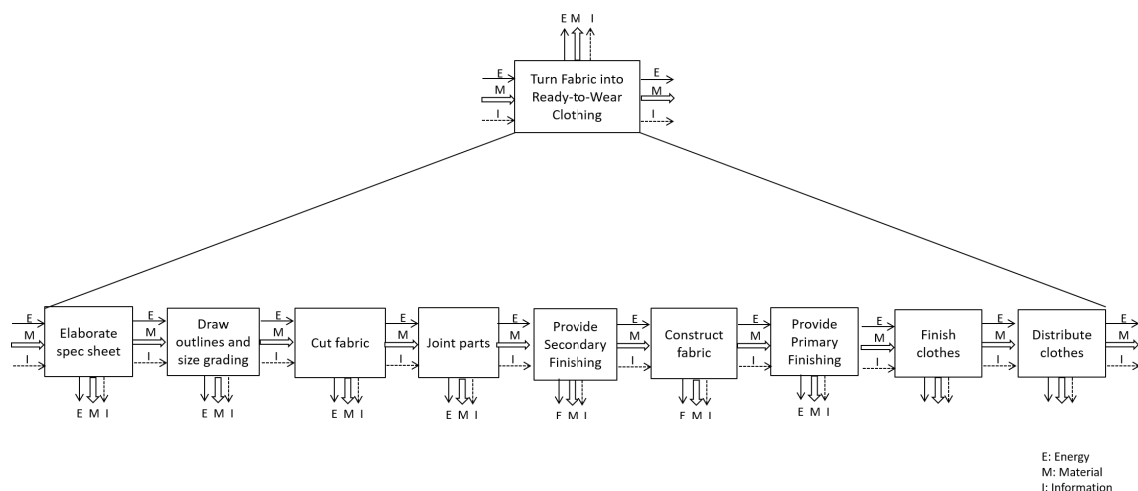 E M I
Turn Fabric into
Ready-to-Wear
Clothing
E
M
I
E
M
I
E
M
I
Elaborate
spec sheet
E
M
I
Draw
outlines and
size grading
E
M
I
Cut fabric
E
M
I
Joint parts
E
M
I
Provide
Secondary
Finishing
E
M
I
Construct
fabric
E
M
I
Provide
Primary
Finishing
E
M
I
Finish
clothes
E
M
I
Distribute
clothes
E
M
I
E M I
E M I
E M I
E M I
E M I
E M I
E M I
E: Energy
M: Material
I: Information